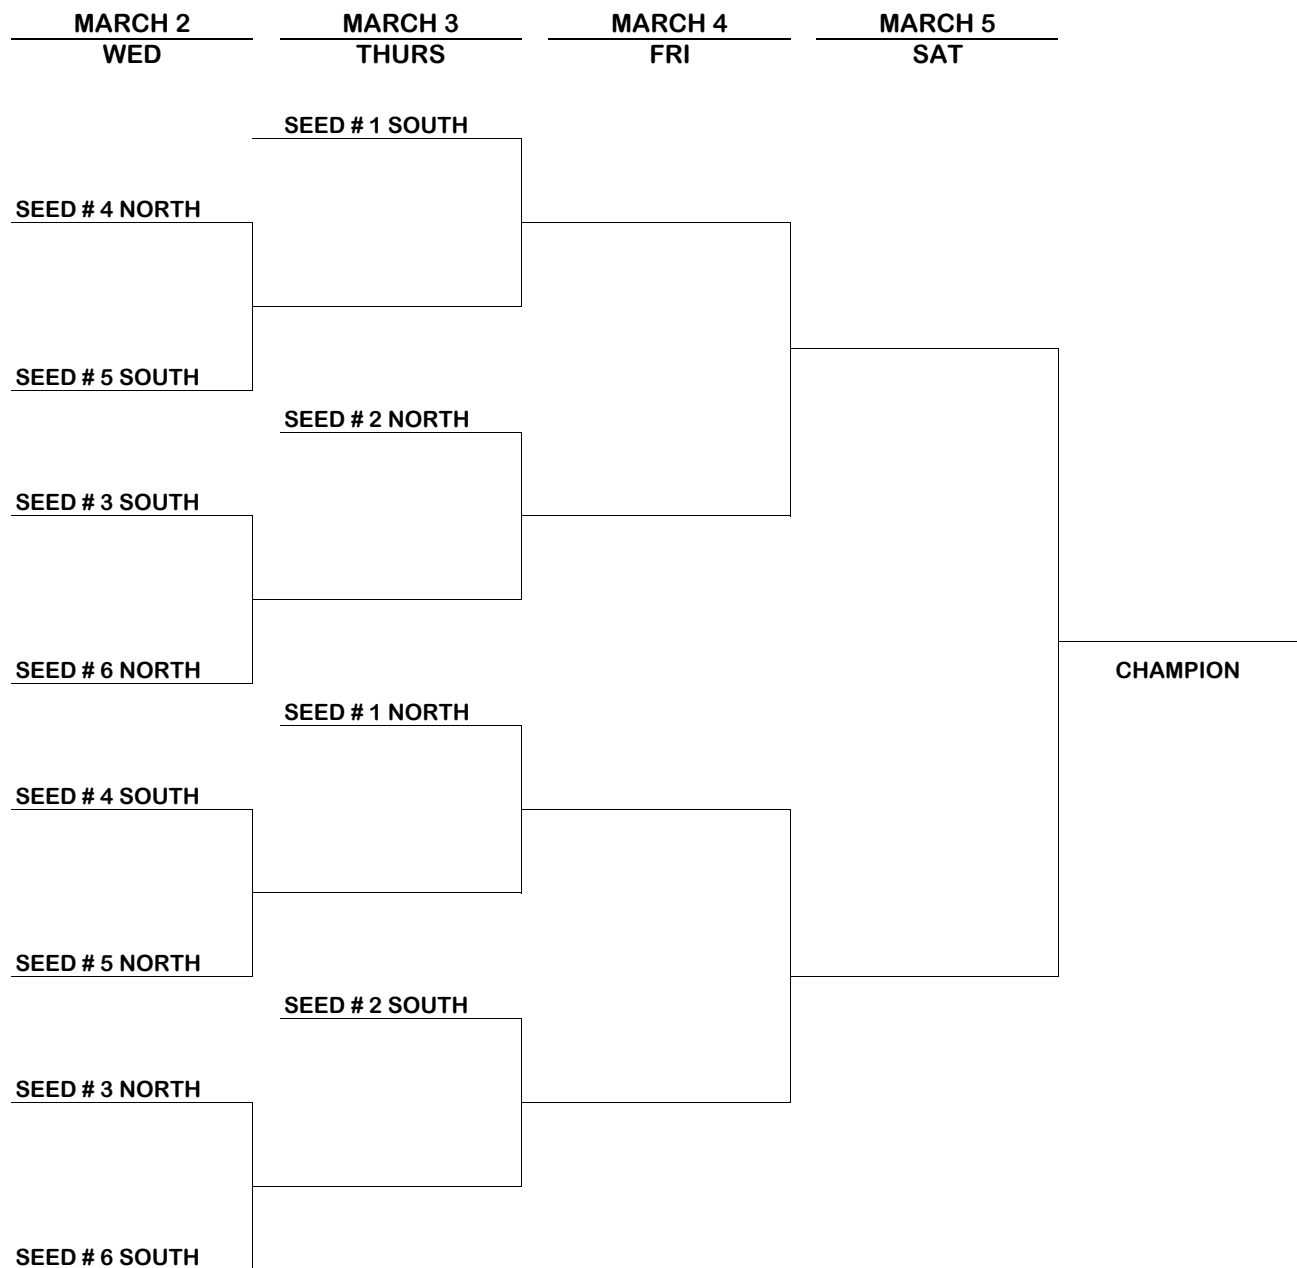 MARCH 2
WED
MARCH 3
THURS
MARCH 4
FRI
MARCH 5
SAT
SEED # 1 SOUTH
SEED # 4 NORTH
SEED # 5 SOUTH
SEED # 2 NORTH
SEED # 3 SOUTH
SEED # 6 NORTH
CHAMPION
SEED # 1 NORTH
SEED # 4 SOUTH
SEED # 5 NORTH
SEED # 2 SOUTH
SEED # 3 NORTH
SEED # 6 SOUTH